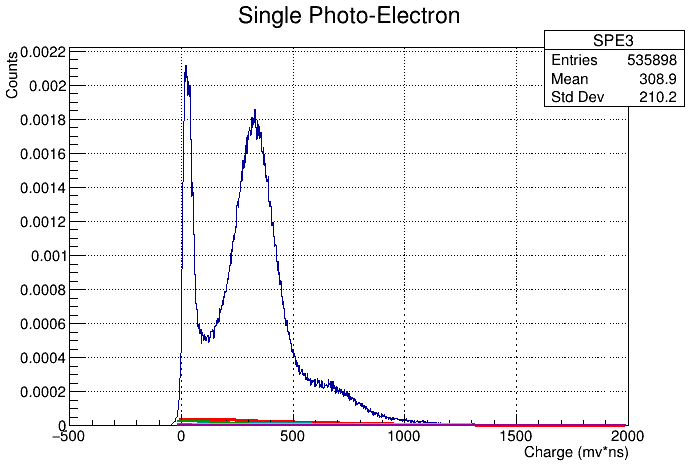 Single Photo-Electron
SPE3
Entries 535898
Mean 308.9
Std Dev 210.2
Counts
0.0022
0.002
0.0018
0.0016
0.0014
0.0012
0.001
0.0008
0.0006
0.0004
0.0002
0
−500 0 500 1000 1500 2000
Charge (mv*ns)